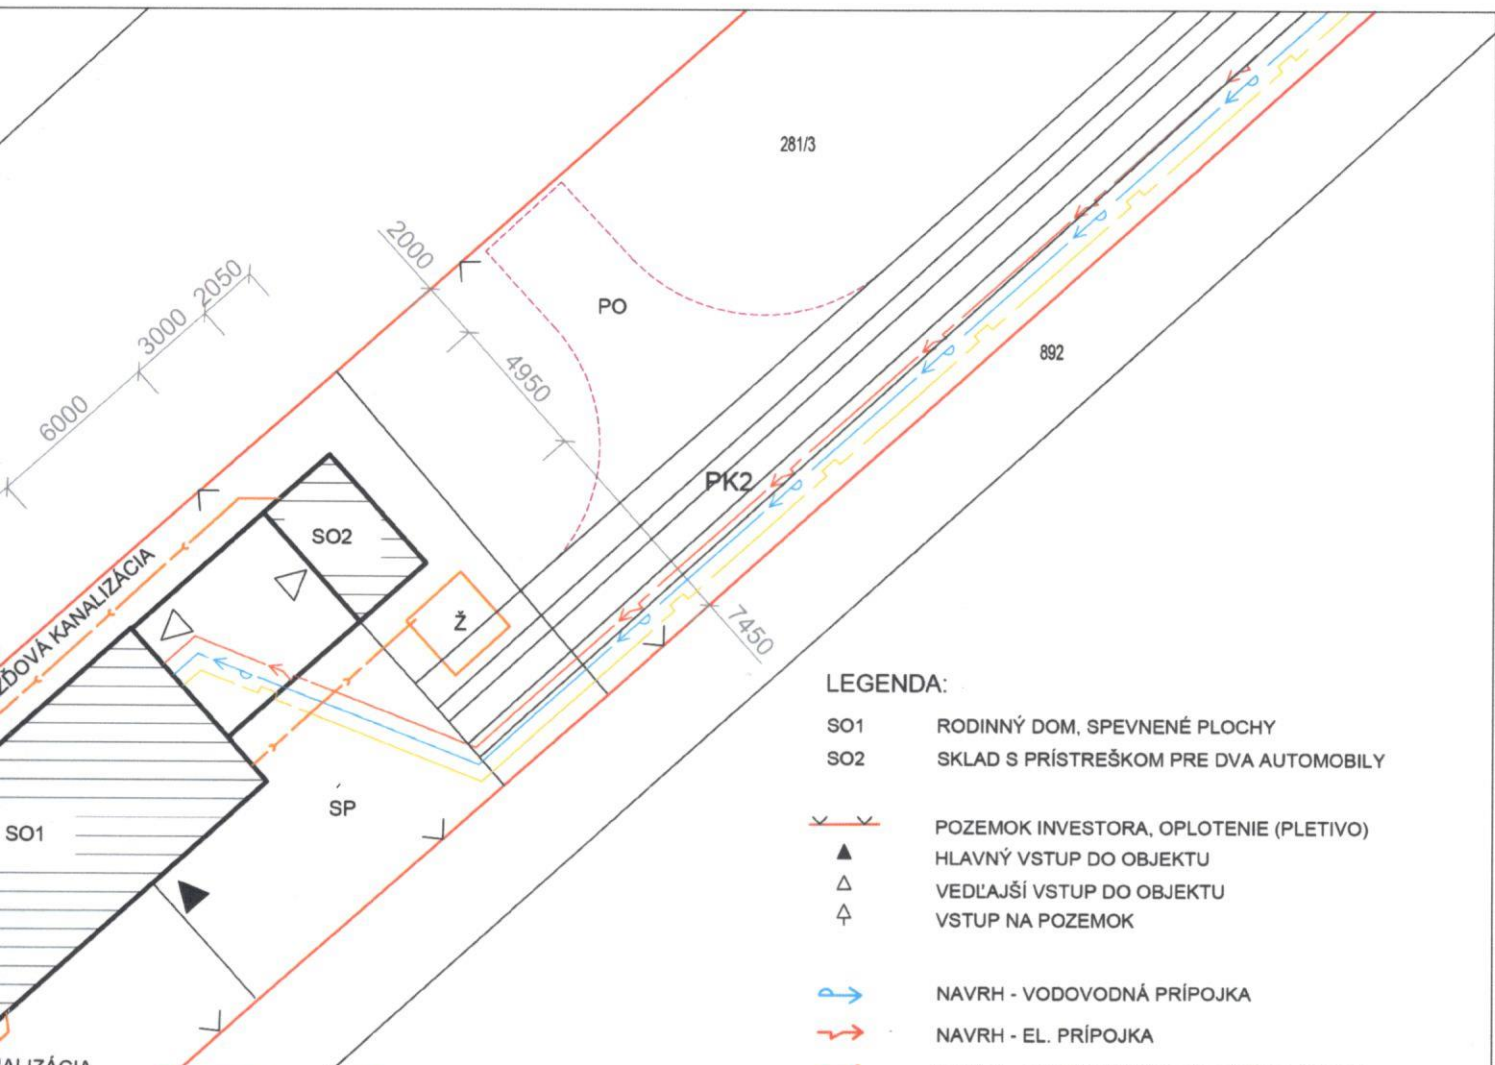 281/3
2000
PO
2050
3000
4950
892
6000
PK2
SO2
KANALIZÁCIA
Ž
7450
LEGENDA:
SO1 RODINNÝ DOM, SPEVNENÉ PLOCHY
SO2 SKLAD S PRÍSTREŠKOM PRE DVA AUTOMOBILY
ŚP
SO1
POZEMOK INVESTORA, OPLOTENIE (PLETIVO)
HLAVNÝ VSTUP DO OBJEKTU
VEDĽAJŠÍ VSTUP DO OBJEKTU
VSTUP NA POZEMOK
NAVRH - VODOVODNÁ PRÍPOJKA
NAVRH - EL. PRÍPOJKA